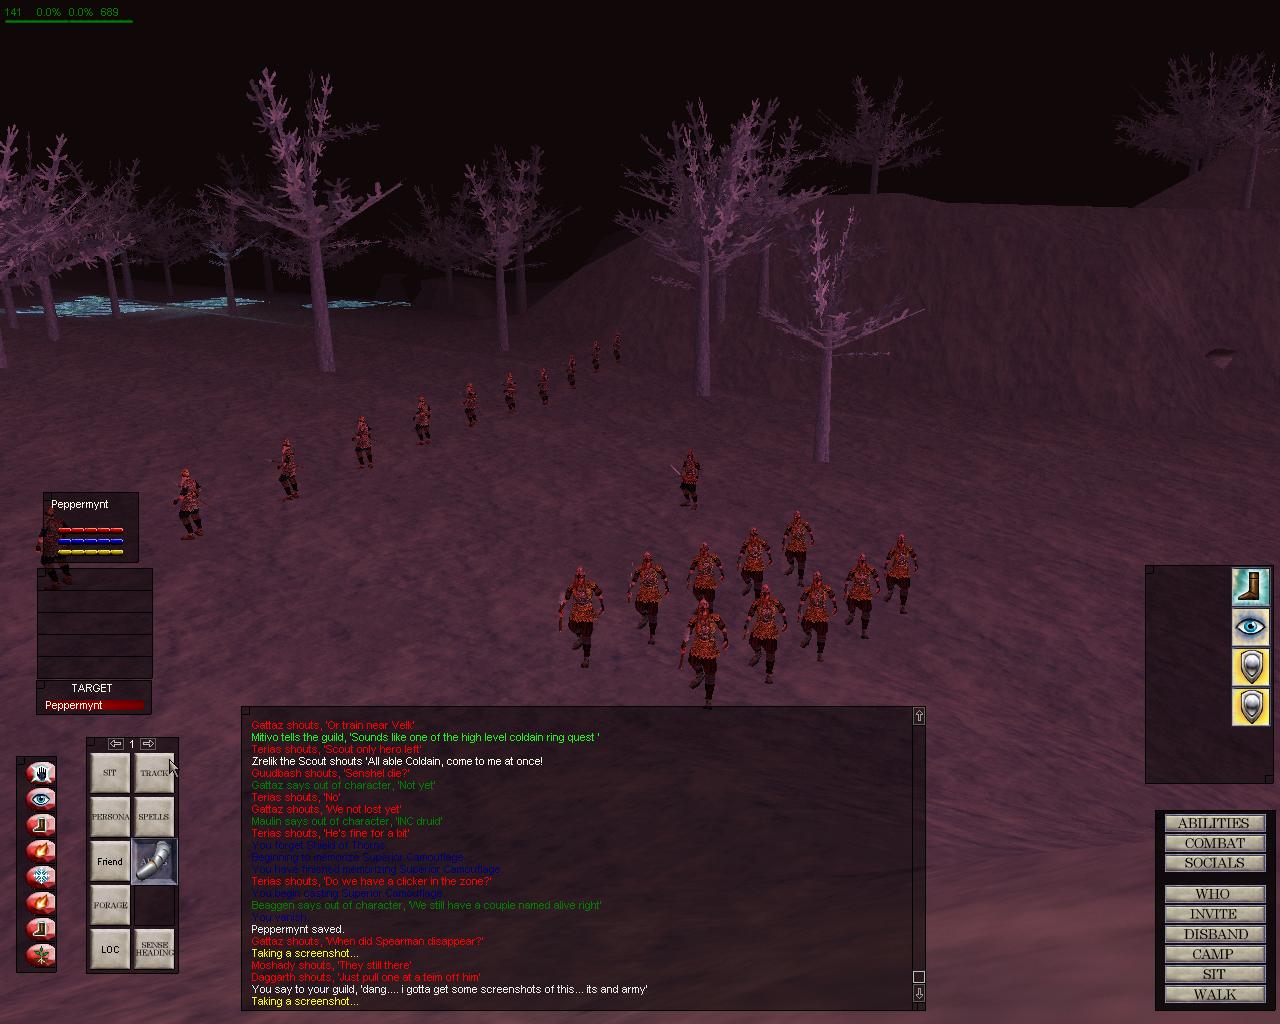 141 0.0% 0.0% 689
Peppermynt
TARGET
Peppermynt
1
SIT
TRACK
PERSONA
SPELLS
Friend
FORAGE
LOC
SENSE HEADING
Gattaz shouts, 'Or train near Velk'
Mitivo tells the guild, 'Sounds like one of the high level coldain ring quest '
Terias shouts, 'Scout only hero left'
Zrelik the Scout shouts 'All able Coldain, come to me at once!
Guudbash shouts, 'Senshel die?'
Gattaz says out of character, 'Not yet'
Terias shouts, 'No'
Gattaz shouts, 'We not lost yet'
Maulin says out of character, 'INC druid'
Terias shouts, 'He's fine for a bit'
You forget Shield of Thorns.
Beginning to memorize Superior Camouflage...
You have finished memorizing Superior Camouflage.
Terias shouts, 'Do we have a clicker in the zone?'
You begin casting Superior Camouflage.
Beaggen says out of character, 'We still have a couple named alive right'
You vanish.
Peppermynt saved.
Gattaz shouts, 'When did Spearman disappear?'
Taking a screenshot...
Moshady shouts, 'They still there'
Daggarth shouts, 'Just pull one at a teim off him'
You say to your guild, 'dang.... i gotta get some screenshots of this... its and army'
Taking a screenshot...
ABILITIES
COMBAT
SOCIALS
WHO
INVITE
DISBAND
CAMP
SIT
WALK